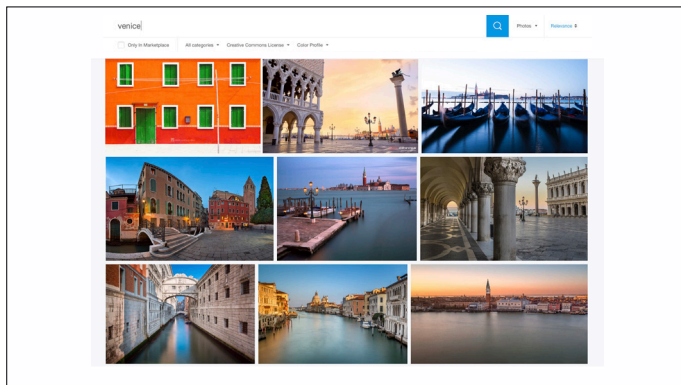 venice
Photos
Relevance
Only in Marketplace
All categories
Creative Commons License
Color Profile